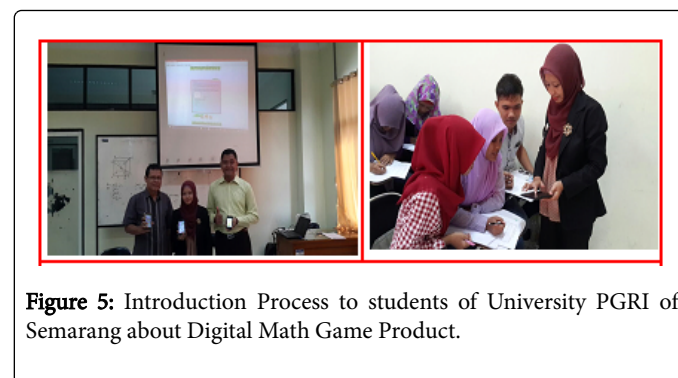 Figure 5: Introduction Process to students of University PGRI of
Semarang about Digital Math Game Product.